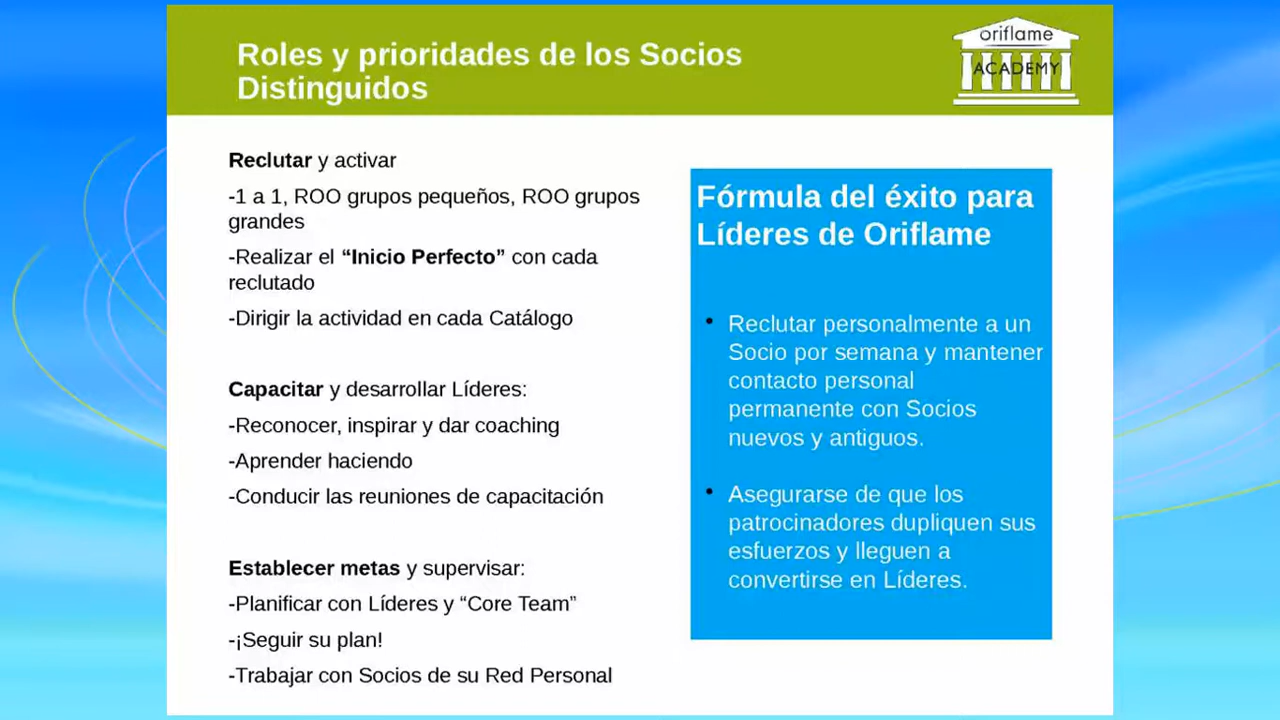 Roles y prioridades de los Socios
Distinguidos
oriflame
ACADEMY
Reclutar y activar
-1 a 1, ROO grupos pequeños, ROO grupos
grandes
-Realizar el “Inicio Perfecto” con cada
reclutado
-Dirigir la actividad en cada Catálogo
Capacitar y desarrollar Líderes:
-Reconocer, inspirar y dar coaching
-Aprender haciendo
-Conducir las reuniones de capacitación
Establecer metas y supervisar:
-Planificar con Líderes y “Core Team”
-¡Seguir su plan!
-Trabajar con Socios de su Red Personal
Fórmula del éxito para
Líderes de Oriflame
• Reclutar personalmente a un
Socio por semana y mantener
contacto personal
permanente con Socios
nuevos y antiguos.
• Asegurarse de que los
patrocinadores dupliquen sus
esfuerzos y lleguen a
convertirse en Líderes.